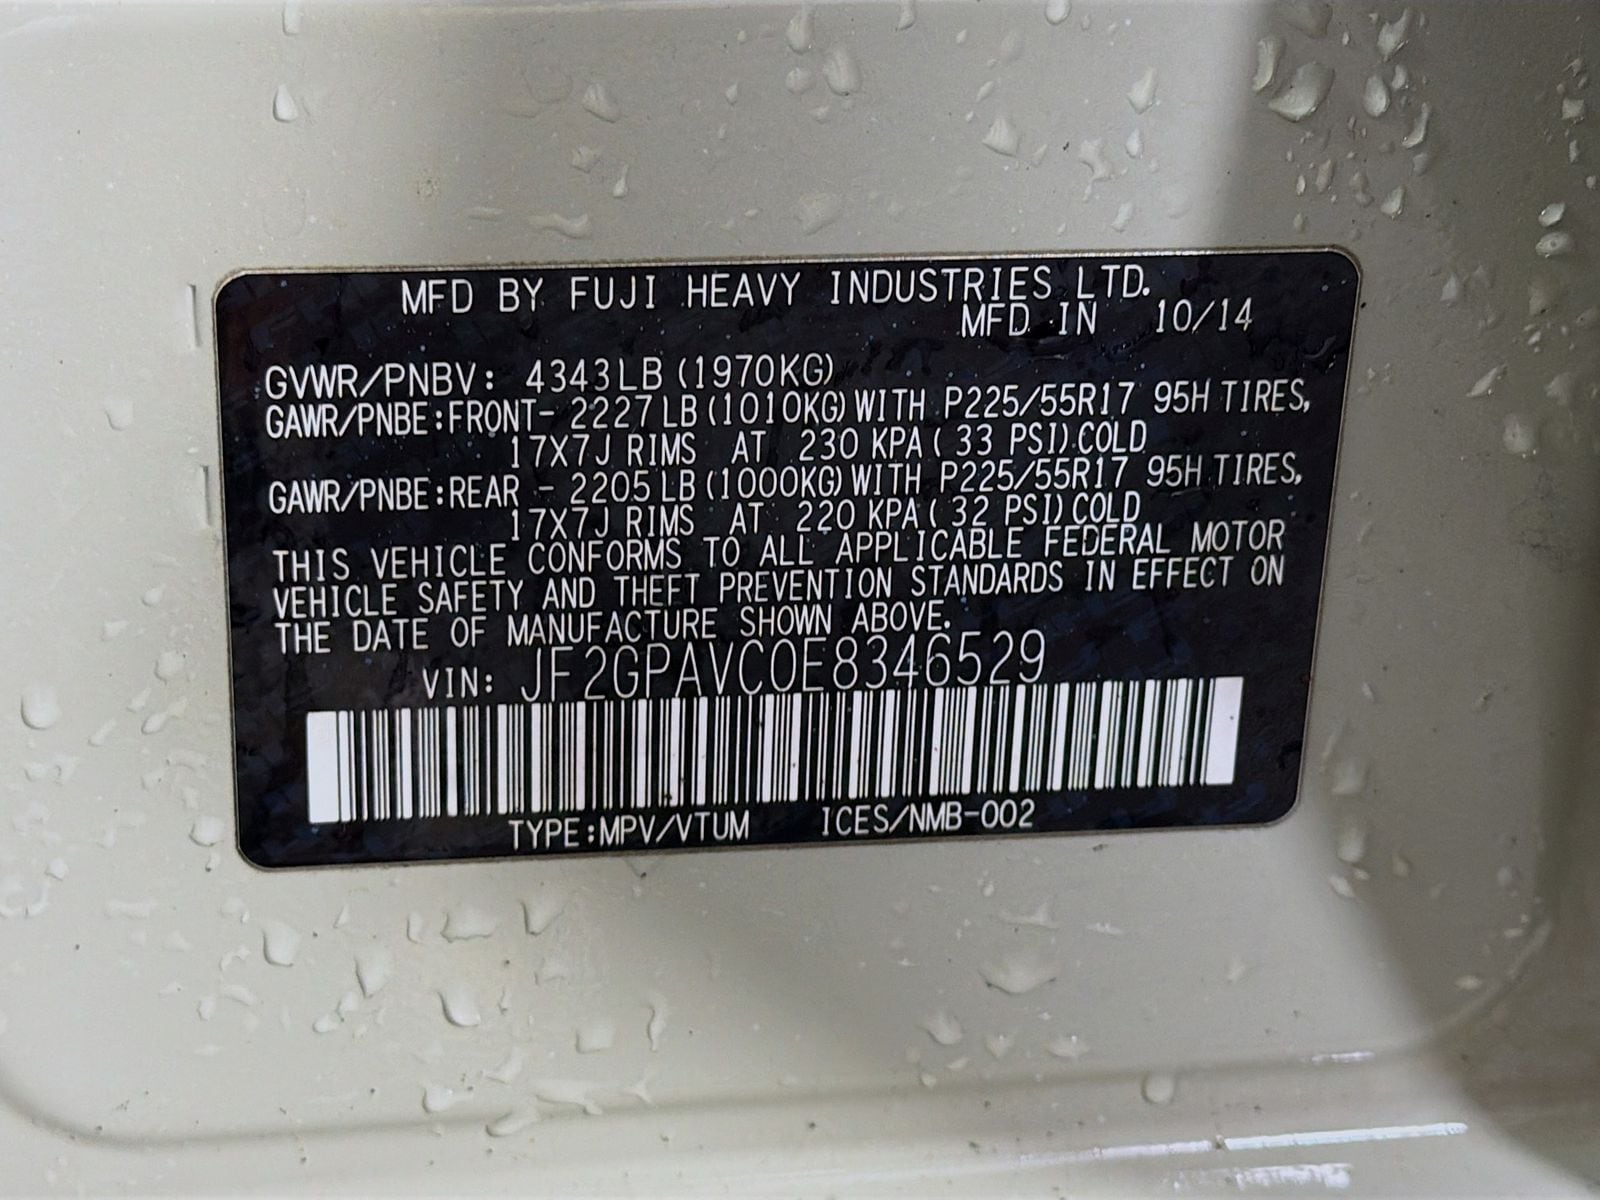 MFD BY FUJI HEAVY INDUSTRIES LTD.
MFD IN 10/14
GVWR/PNBV: 4343LB (1970KG)
GAWR/PNBE:FRONT- 2227LB (1010KG) WITH P225/55R17 95H TIRES,
17X7J RIMS AT 230 KPA ( 33 PSI) COLD
GAWR/PNBE:REAR - 2205LB (1000KG) WITH P225/55R17 95H TIRES,
17X7J RIMS AT 220 KPA ( 32 PSI) COLD
THIS VEHICLE CONFORMS TO ALL APPLICABLE FEDERAL MOTOR
VEHICLE SAFETY AND THEFT PREVENTION STANDARDS IN EFFECT ON
THE DATE OF MANUFACTURE SHOWN ABOVE.
VIN: JF2GPAVC0E8346529
TYPE:MPV/VTUM ICES/NMB-002